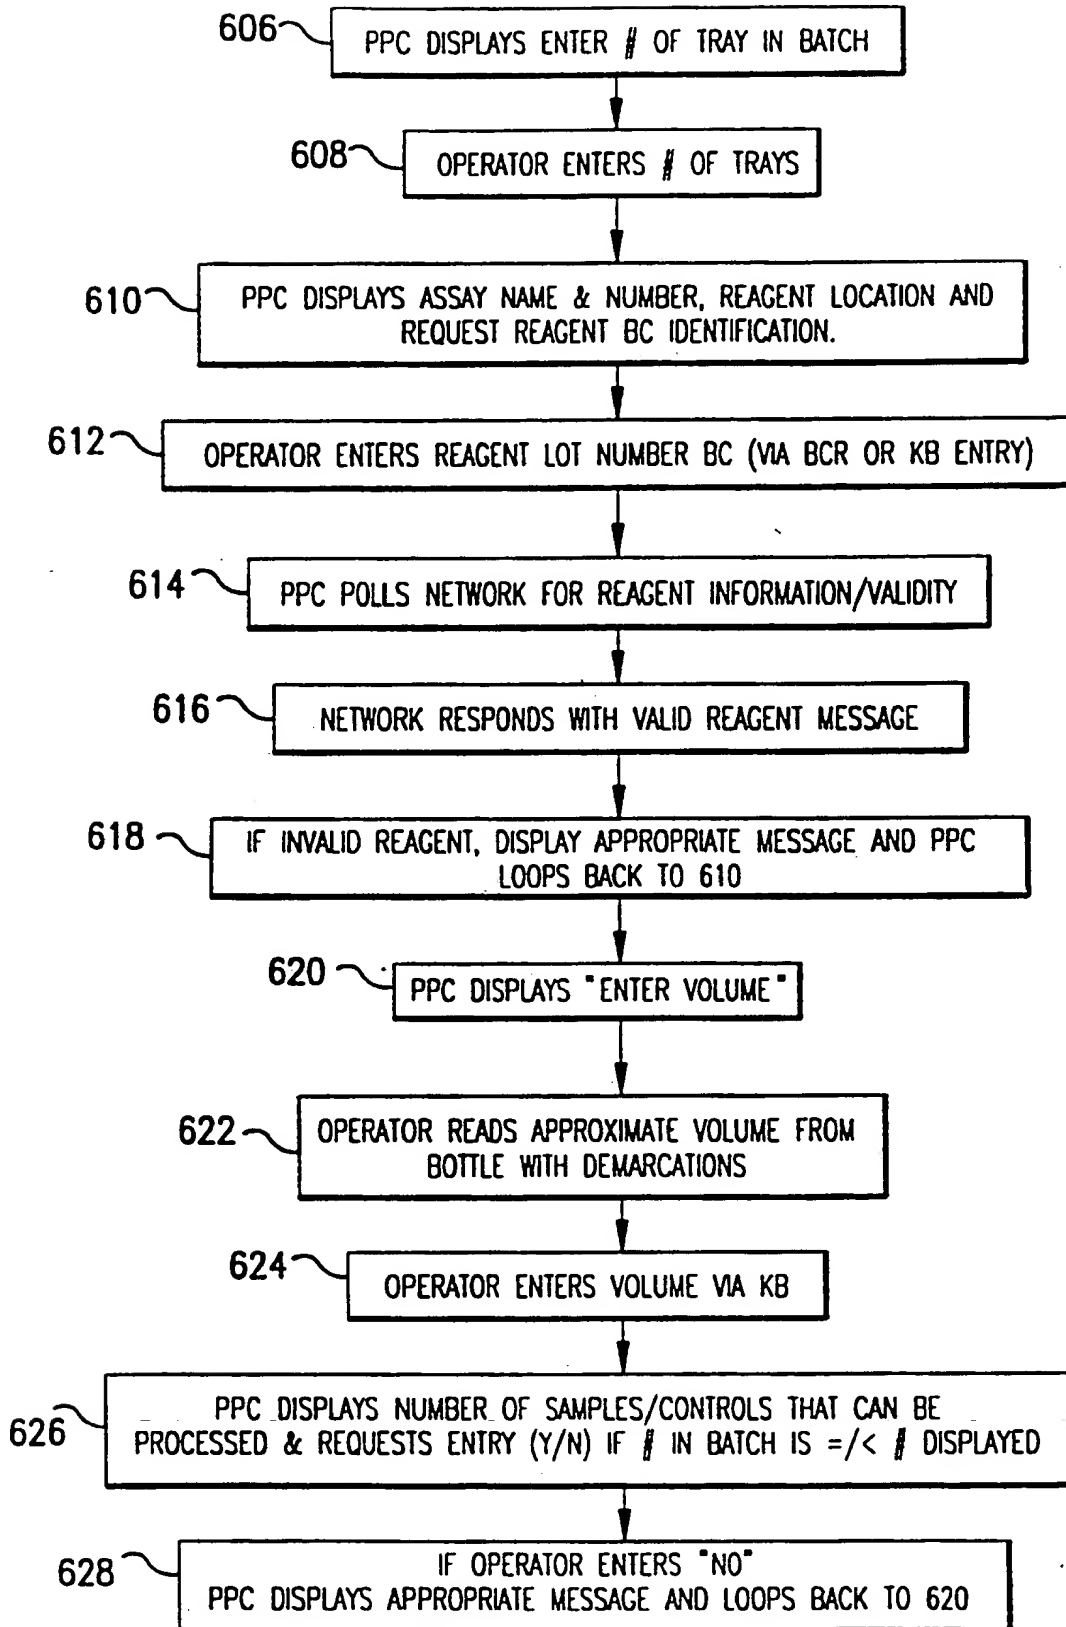 606
PPC DISPLAYS ENTER # OF TRAY IN BATCH
608
OPERATOR ENTERS # OF TRAYS
610
PPC DISPLAYS ASSAY NAME & NUMBER, REAGENT LOCATION AND
REQUEST REAGENT BC IDENTIFICATION.
612
OPERATOR ENTERS REAGENT LOT NUMBER BC (VIA BCR OR KB ENTRY)
614
PPC POLLS NETWORK FOR REAGENT INFORMATION/VALIDITY
616
NETWORK RESPONDS WITH VALID REAGENT MESSAGE
618
IF INVALID REAGENT, DISPLAY APPROPRIATE MESSAGE AND PPC
LOOPS BACK TO 610
620
PPC DISPLAYS "ENTER VOLUME"
622
OPERATOR READS APPROXIMATE VOLUME FROM
BOTTLE WITH DEMARCATIONS
624
OPERATOR ENTERS VOLUME VIA KB
626
PPC DISPLAYS NUMBER OF SAMPLES/CONTROLS THAT CAN BE
PROCESSED & REQUESTS ENTRY (Y/N) IF # IN BATCH IS =/< # DISPLAYED
628
IF OPERATOR ENTERS "NO"
PPC DISPLAYS APPROPRIATE MESSAGE AND LOOPS BACK TO 620